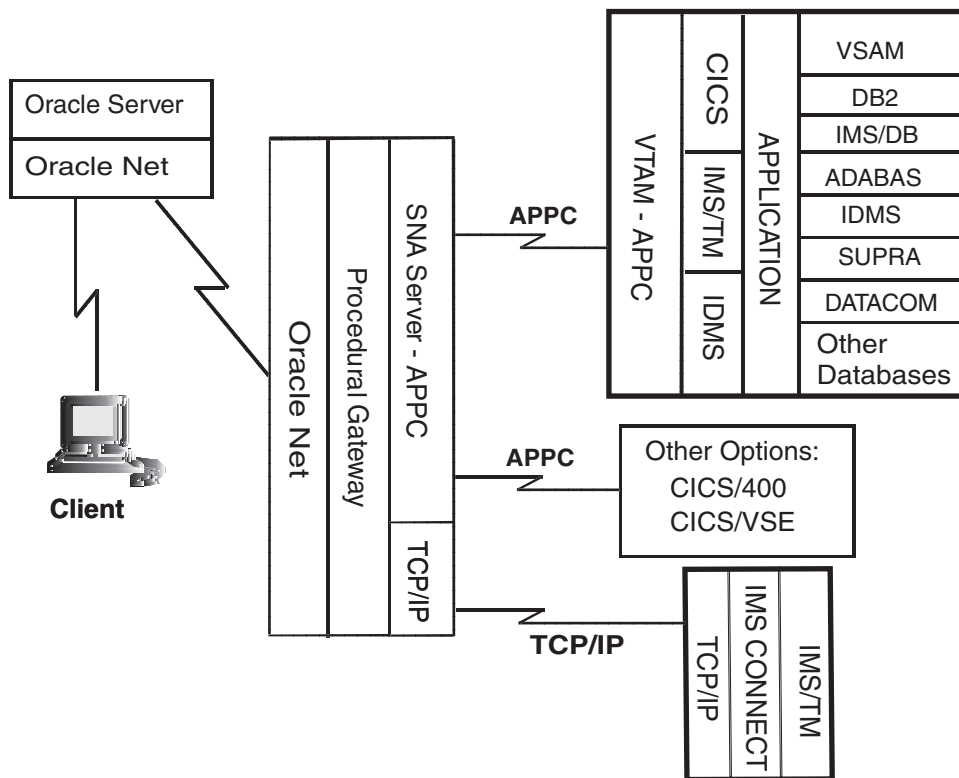 Oracle Server
Oracle Net
Client
Oracle Net
Procedural Gateway
SNA Server - APPC
TCP/IP
APPC
VTAM - APPC
CICS
IMS/TM
IDMS
APPLICATION
VSAM
DB2
IMS/DB
ADABAS
IDMS
SUPRA
DATACOM
Other
Databases
APPC
Other Options:
CICS/400
CICS/VSE
TCP/IP
TCP/IP
IMS CONNECT
IMS/TM